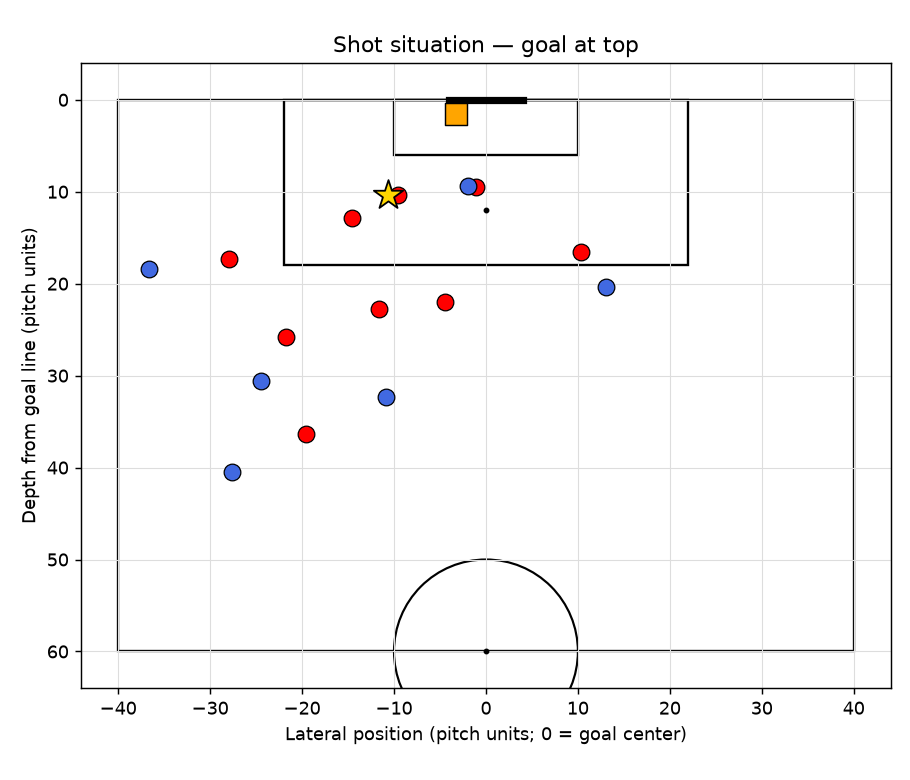 Shot situation — goal at top
Depth from goal line (pitch units)
0
10
20
30
40
50
60
−40 −30 −20 −10 0 10 20 30 40
Lateral position (pitch units; 0 = goal center)